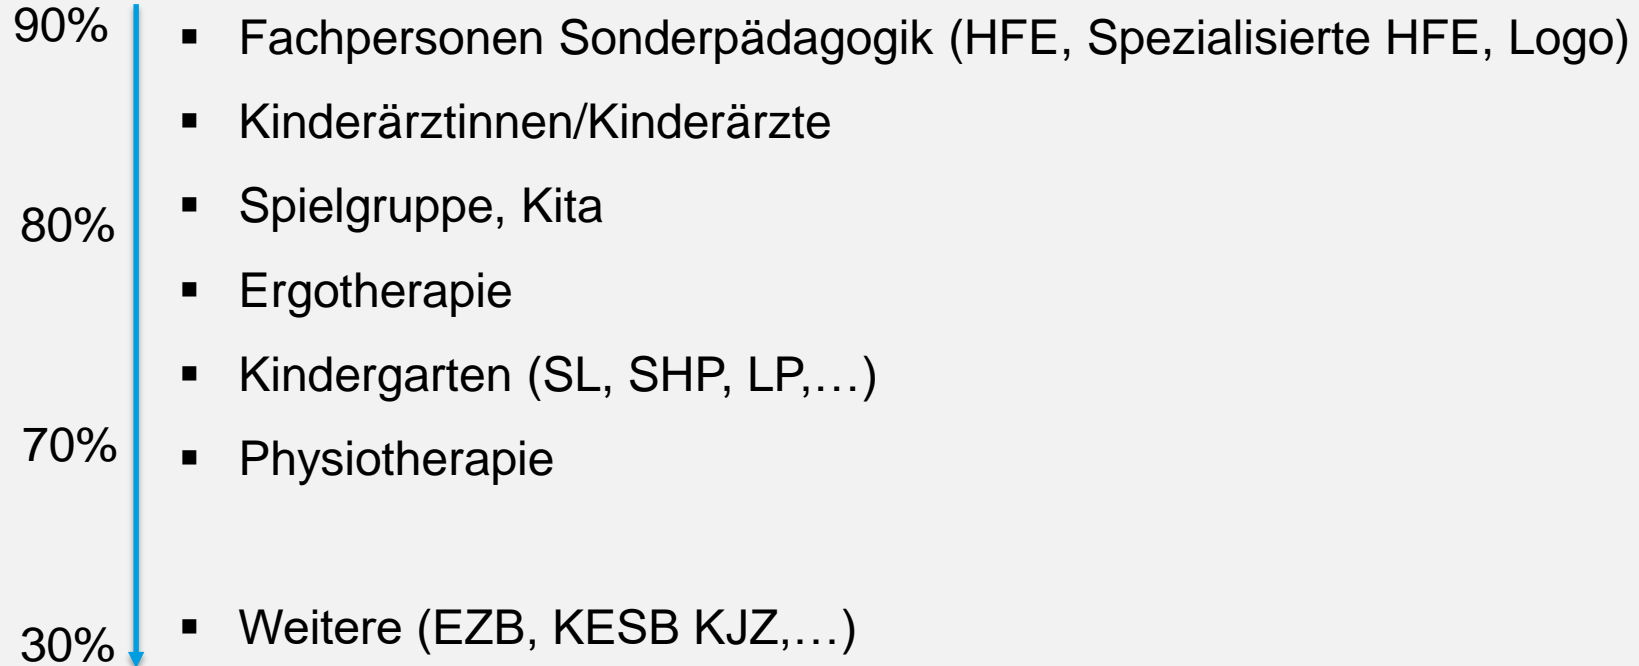 90%
▪ Fachpersonen Sonderpädagogik (HFE, Spezialisierte HFE, Logo)
▪ Kinderärztinnen/Kinderärzte
▪ Spielgruppe, Kita
80%
▪ Ergotherapie
▪ Kindergarten (SL, SHP, LP,…)
70%
▪ Physiotherapie
▪ Weitere (EZB, KESB KJZ,…)
30%